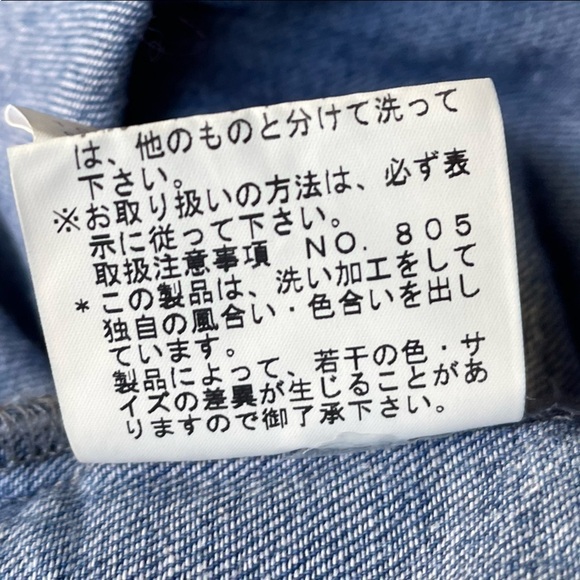 は、他のものと分けて洗って
下さい。
※お取り扱いの方法は、必ず表
示に従って下さい。
取扱注意事項 NO. 805
＊この製品は、洗い加工をして
独自の風合い・色合いを出し
ています。
製品によって、若干の色・サ
イズの差異が生じることがあ
りますので御了承下さい。